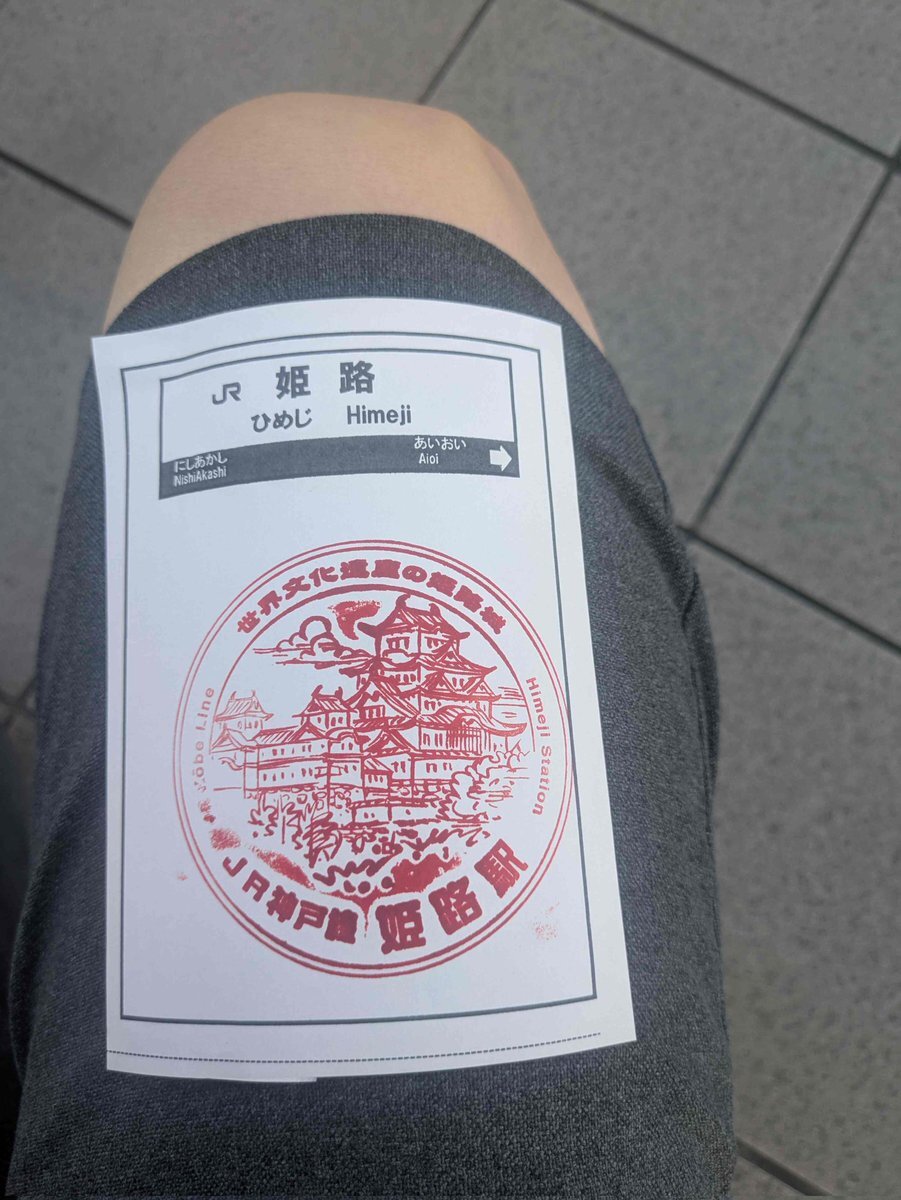 JR 姫路
ひめじ Himeji
にしあかし
NishiAkashi
あいおい
Aioi
世界文化遺産の姫路城
Kōbe Line
Himeji Station
JR神戸線 姫路駅